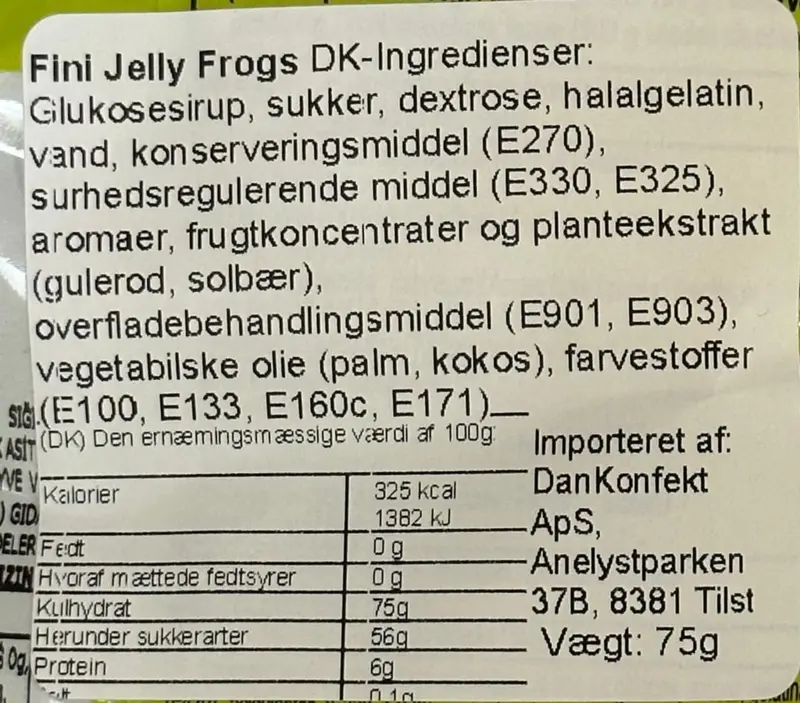 Fini Jelly Frogs DK-Ingredienser:
Glukosesirup, sukker, dextrose, halalgelatin,
vand, konserveringsmiddel (E270),
surhedsregulerende middel (E330, E325),
aromaer, frugtkoncentrater og planteekstrakt
(gulerod, solbær),
overfladebehandlingsmiddel (E901, E903),
vegetabilske olie (palm, kokos), farvestoffer
(E100, E133, E160c, E171)
(DK) Den ernæmingsmæssige værdi af 100g
Kalorier 325 kcal
1382 kJ
Fedt 0 g
Hvoraf mættede fedtsyrer 0 g
Kulhydrat 75g
Herunder sukkerarter 56g
Protein 6g
0.1g
Importeret af:
DanKonfekt
ApS,
Anelystparken
37B, 8381 Tilst
Vægt: 75g